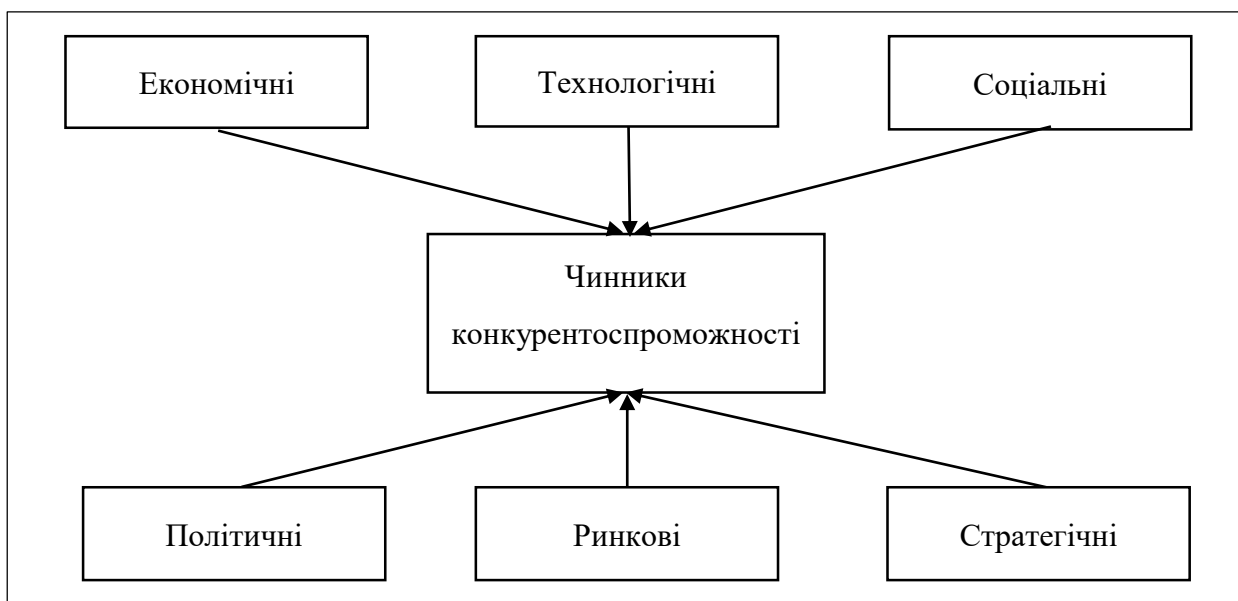 Економічні
Технологічні
Соціальні
Чинники
конкурентоспроможності
Політичні
Ринкові
Стратегічні